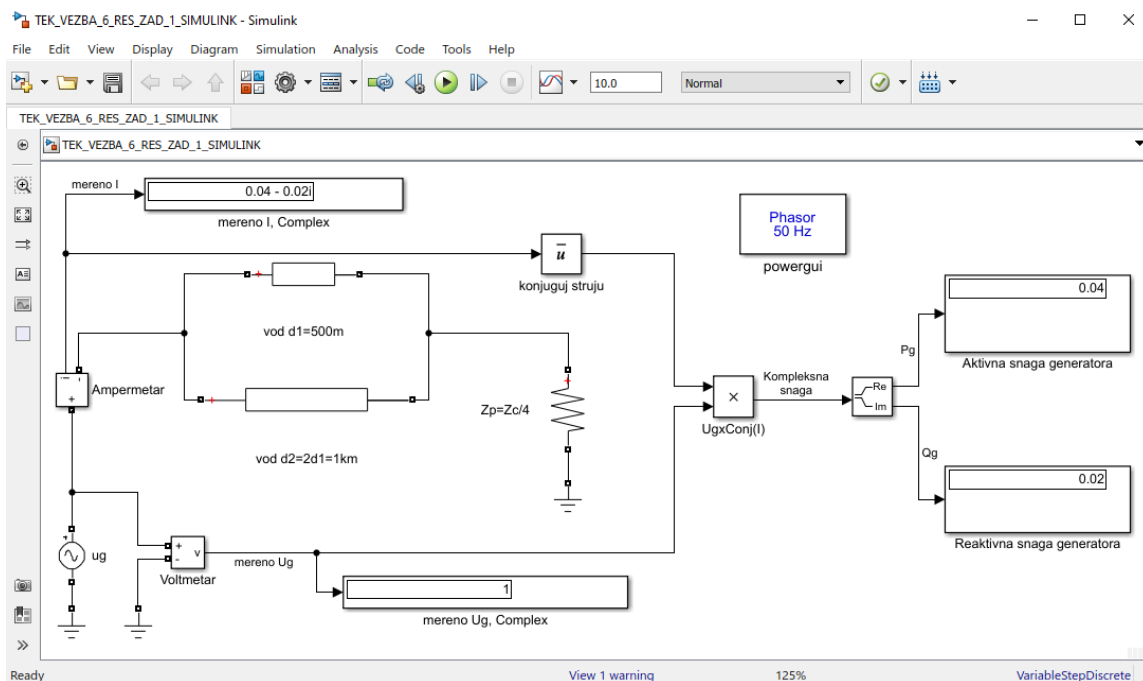 TEK_VEZBA_6_RES_ZAD_1_SIMULINK - Simulink
File Edit View Display Diagram Simulation Analysis Code Tools Help
10.0 Normal
TEK_VEZBA_6_RES_ZAD_1_SIMULINK
TEK_VEZBA_6_RES_ZAD_1_SIMULINK
mereno I
0.04 - 0.02i
mereno I, Complex
Phasor
50 Hz
powergui
u
konjuguj struju
0.04
Aktivna snaga generatora
vod d1=500m
Pg
Ampermetar
i
+ -
Zp=Zc/4
Kompleksna
snaga
×
Re
Im
UgxConj(I)
vod d2=2d1=1km
Qg
0.02
Reaktivna snaga generatora
+
ug
+
-
v
Voltmetar
mereno Ug
1
mereno Ug, Complex
Ready View 1 warning 125% VariableStepDiscrete